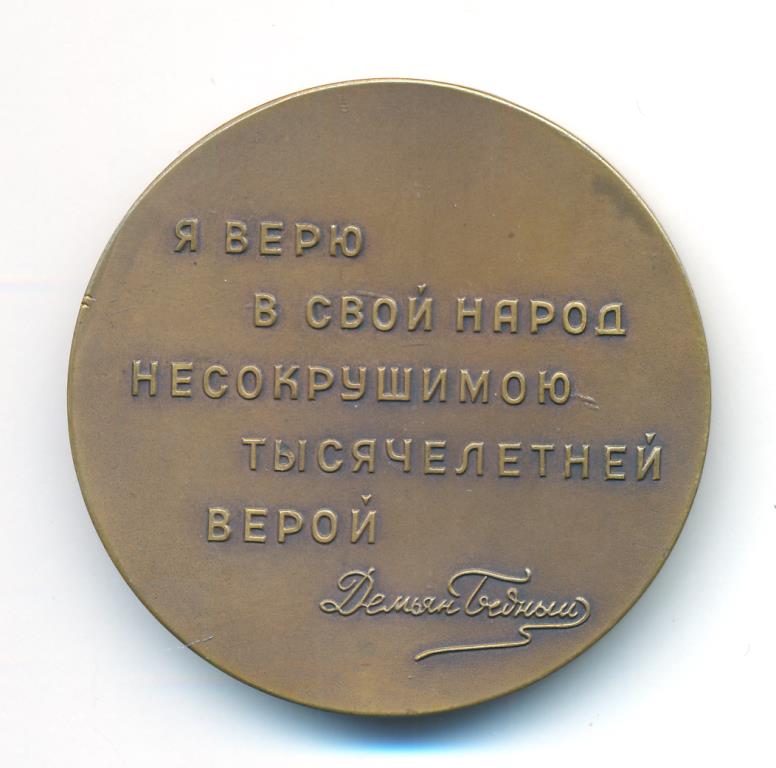 Я ВЕРЮ
В СВОЙ НАРОД
НЕСОКРУШИМОЮ
ТЫСЯЧЕЛЕТНЕЙ
ВЕРОЙ
Демьян Бедный